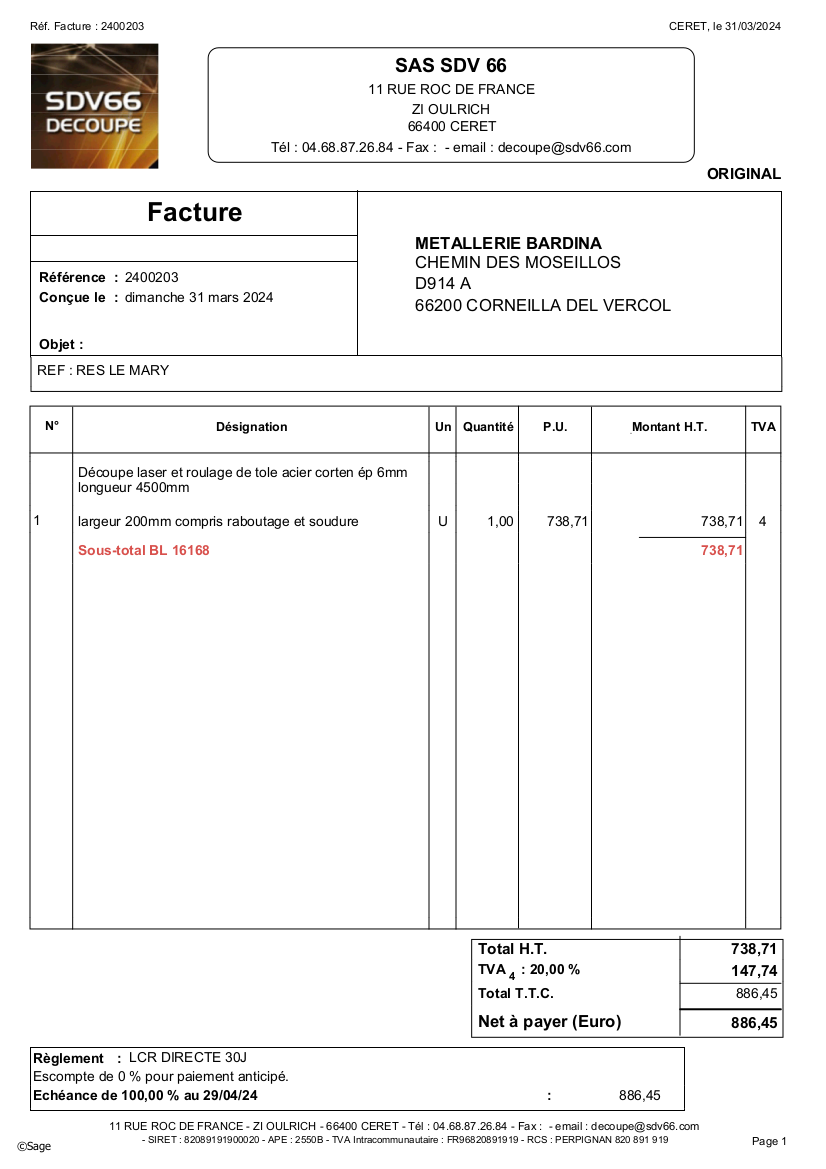 Réf. Facture : 2400203
CERET, le 31/03/2024
SDV66
DECOUPE
SAS SDV 66
11 RUE ROC DE FRANCE
ZI OULRICH
66400 CERET
Tél : 04.68.87.26.84 - Fax : - email : decoupe@sdv66.com
ORIGINAL
Facture
Référence : 2400203
Conçue le : dimanche 31 mars 2024
Objet :
METALLERIE BARDINA
CHEMIN DES MOSEILLOS
D914 A
66200 CORNEILLA DEL VERCOL
REF : RES LE MARY
N° Désignation Un Quantité P.U. Montant H.T. TVA
Découpe laser et roulage de tole acier corten ép 6mm
longueur 4500mm
1 largeur 200mm compris raboutage et soudure U 1,00 738,71 738,71 4
Sous-total BL 16168 738,71
Total H.T. 738,71
TVA 4 : 20,00 % 147,74
Total T.T.C. 886,45
Net à payer (Euro) 886,45
Règlement : LCR DIRECTE 30J
Escompte de 0 % pour paiement anticipé.
Echéance de 100,00 % au 29/04/24 : 886,45
11 RUE ROC DE FRANCE - ZI OULRICH - 66400 CERET - Tél : 04.68.87.26.84 - Fax : - email : decoupe@sdv66.com
- SIRET : 82089191900020 - APE : 2550B - TVA Intracommunautaire : FR96820891919 - RCS : PERPIGNAN 820 891 919
©Sage
Page 1